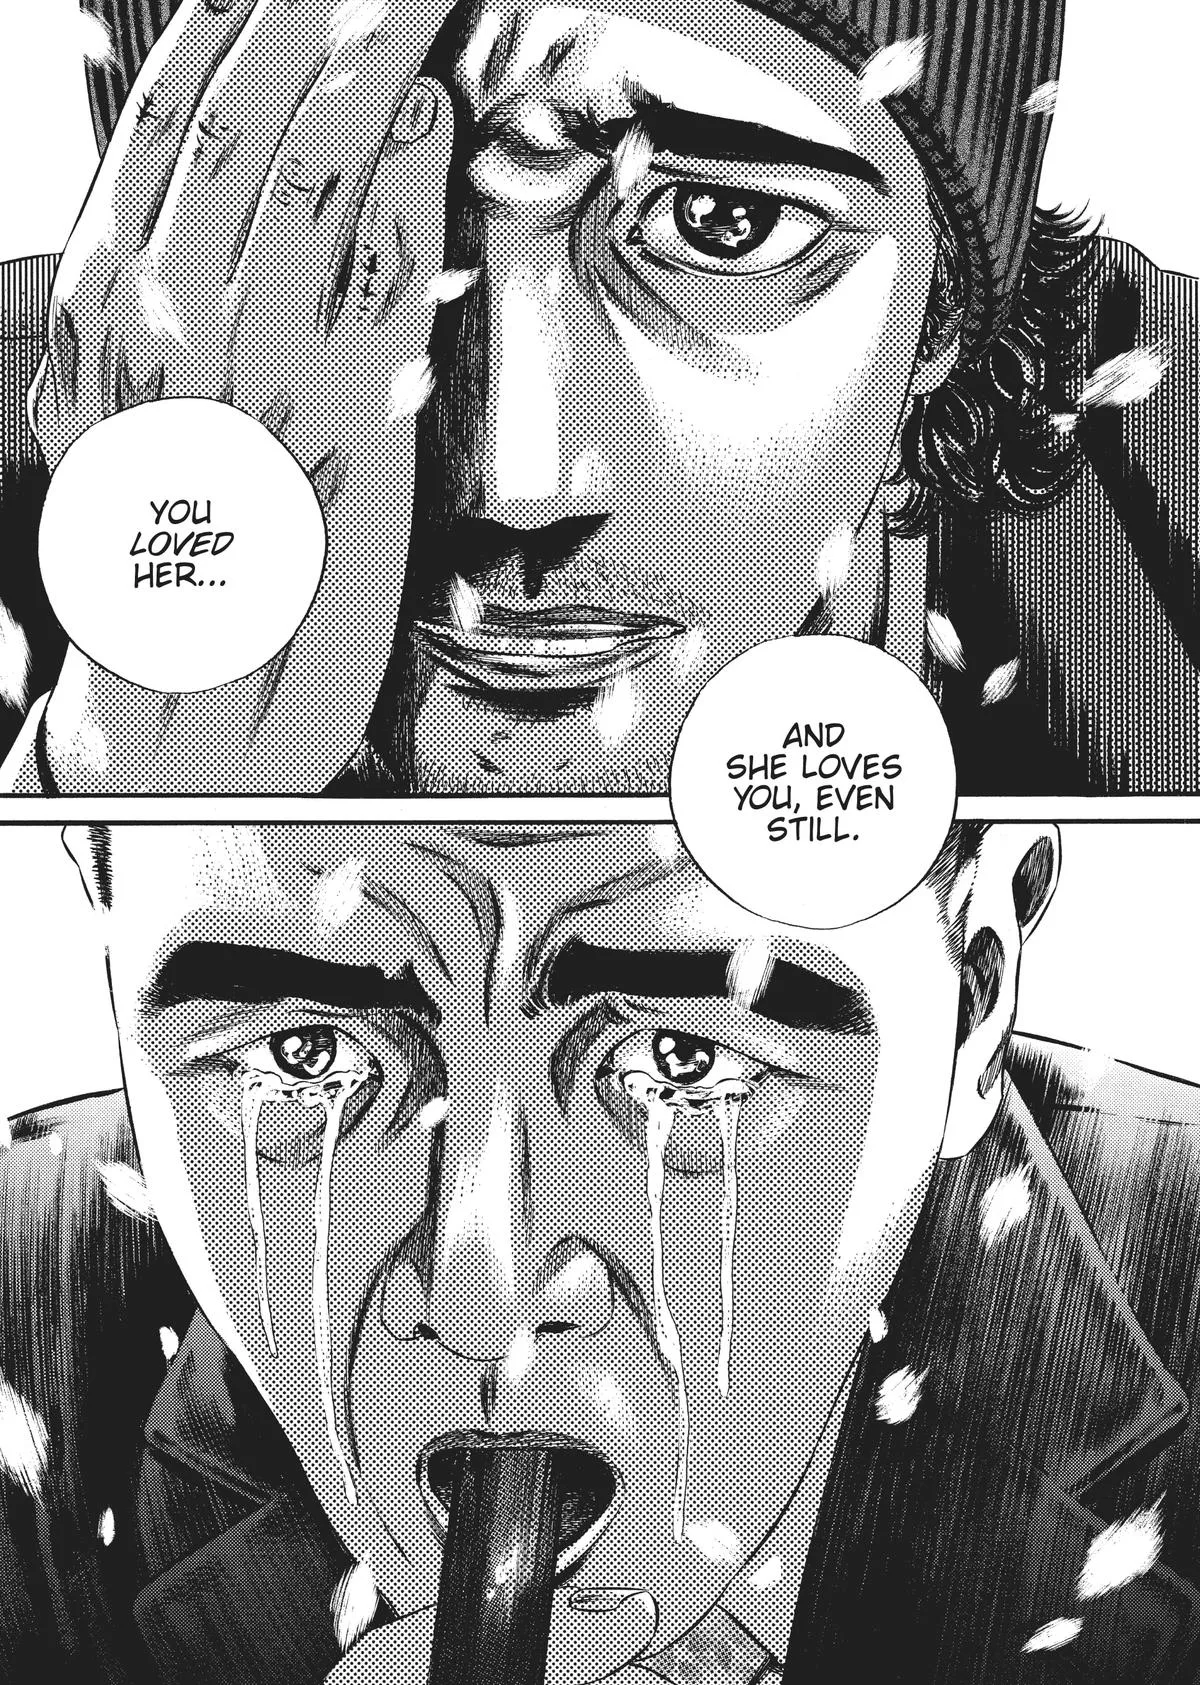 YOU
LOVED
HER...
AND
SHE LOVES
YOU, EVEN
STILL.